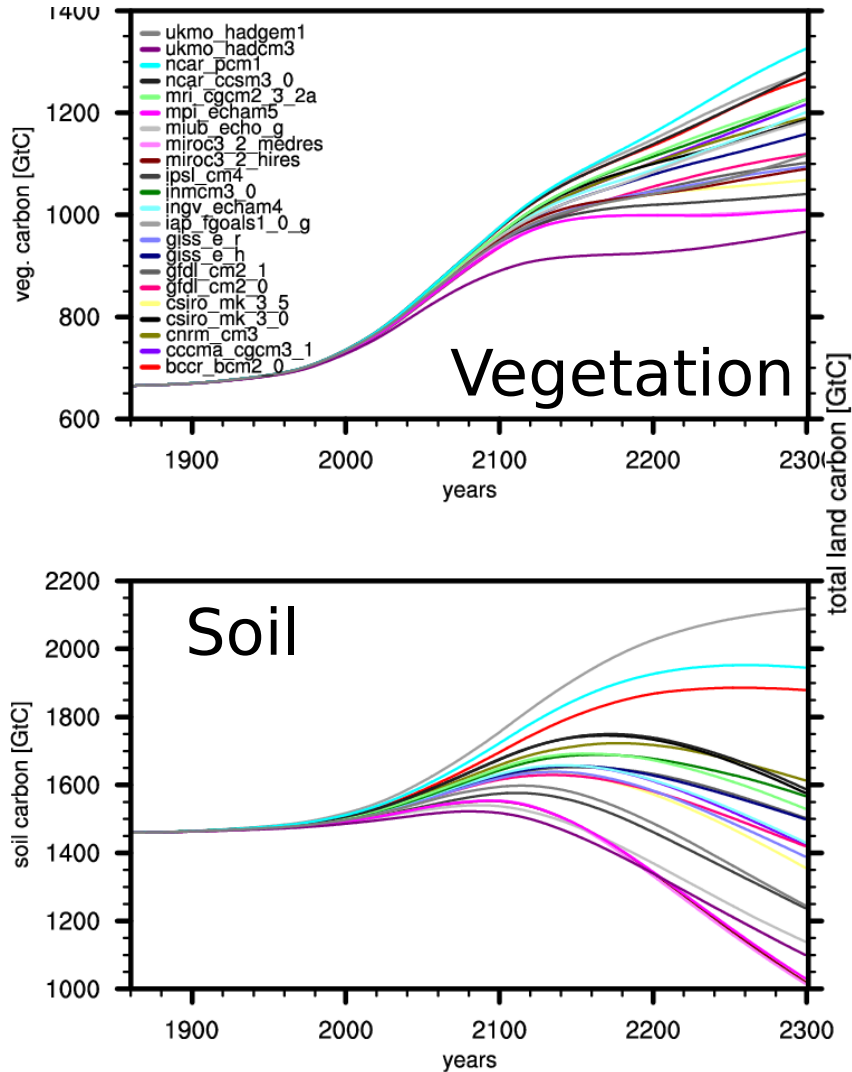 1400
1200
1000
800
600
veg. carbon [GtC]
ukmo_hadgem1
ukmo_hadcm3
ncar_pcm1
ncar_ccsm3_0
mri_cgcm2_3_2a
mpi_echam5
miub_echo_g
miroc3_2_medres
miroc3_2_hires
ipsl_cm4
inmcm3_0
ingv_echam4
iap_fgoals1_0_g
giss_e_r
giss_e_h
gfdl_cm2_1
gfdl_cm2_0
csiro_mk_3_5
csiro_mk_3_0
cnrm_cm3
cccma_cgcm3_1
bccr_bcm2_0
Vegetation
1900 2000 2100 2200 2300
years
total land carbon [GtC]
2200
2000
1800
1600
1400
1200
1000
soil carbon [GtC]
Soil
1900 2000 2100 2200 2300
years